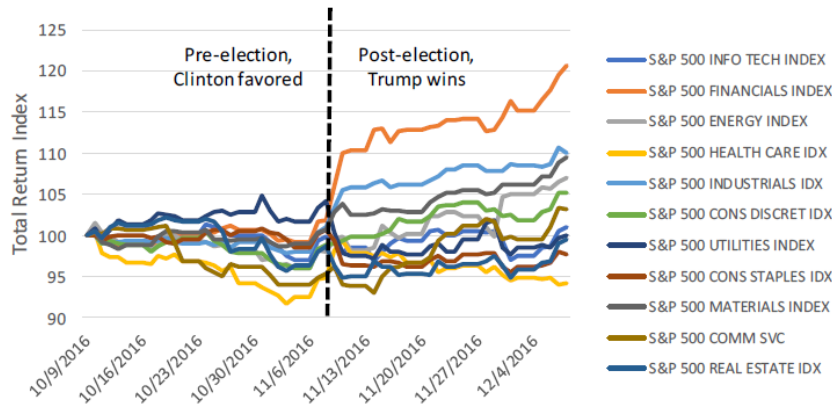 Pre-election,
Clinton favored
Post-election,
Trump wins
Total Return Index
125
120
115
110
105
100
95
90
10/9/2016
10/16/2016
10/23/2016
10/30/2016
11/6/2016
11/13/2016
11/20/2016
11/27/2016
12/4/2016
S&P 500 INFO TECH INDEX
S&P 500 FINANCIALS INDEX
S&P 500 ENERGY INDEX
S&P 500 HEALTH CARE IDX
S&P 500 INDUSTRIALS IDX
S&P 500 CONS DISCRET IDX
S&P 500 UTILITIES INDEX
S&P 500 CONS STAPLES IDX
S&P 500 MATERIALS INDEX
S&P 500 COMM SVC
S&P 500 REAL ESTATE IDX